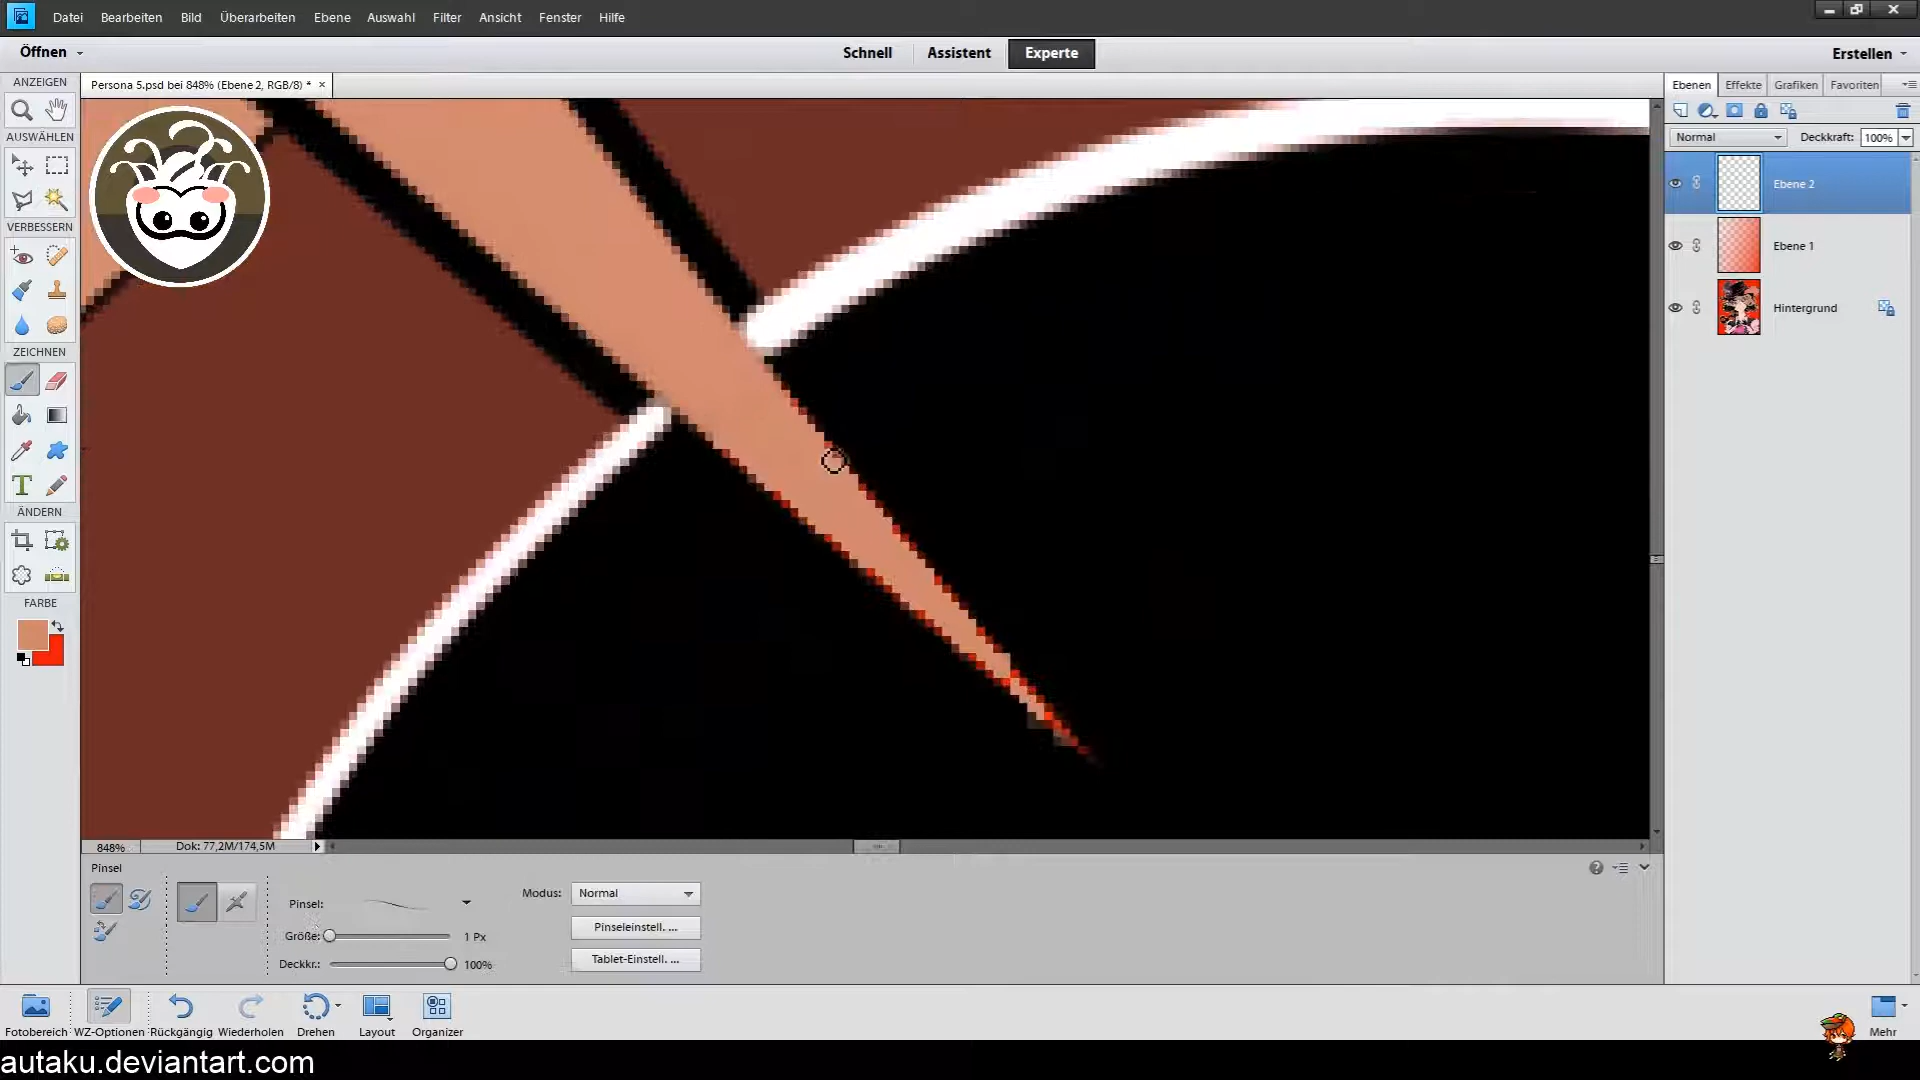 Datei Bearbeiten Bild Überarbeiten Ebene Auswahl Filter Ansicht Fenster Hilfe
Öffnen Schnell Assistent Experte Erstellen
ANZEIGEN
Persona 5.psd bei 848% (Ebene 2, RGB/8) * ×
Ebenen Effekte Grafiken Favoriten
AUSWÄHLEN
Normal Deckkraft: 100%
Ebene 2
VERBESSERN
Ebene 1
Hintergrund
ZEICHNEN
T
ÄNDERN
FARBE
848% Dok: 77,2M/174,5M
Pinsel
Modus: Normal
Pinsel:
Pinseleinstell. ...
Größe: 1 Px
Tablet-Einstell. ...
Deckkr.: 100%
Fotobereich WZ-Optionen Rückgängig Wiederholen Drehen Layout Organizer Mehr
autaku.deviantart.com